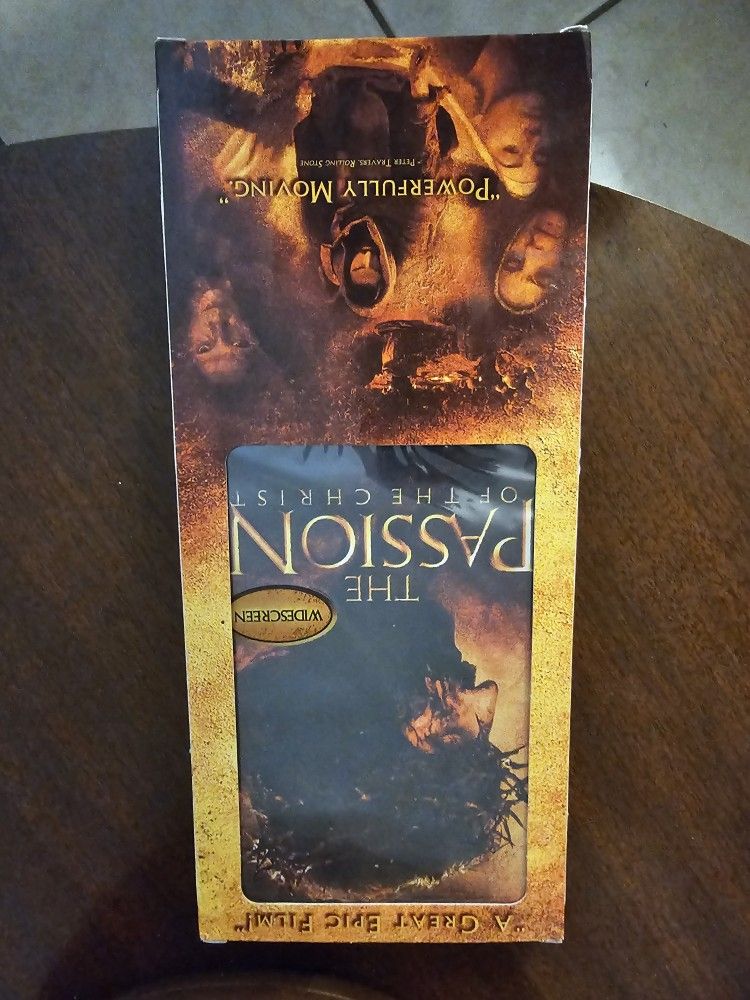 "A GREAT EPIC FILM!"
WIDESCREEN
THE
PASSION
OF THE CHRIST
"POWERFULLY MOVING."
- PETER TRAVERS, ROLLING STONE